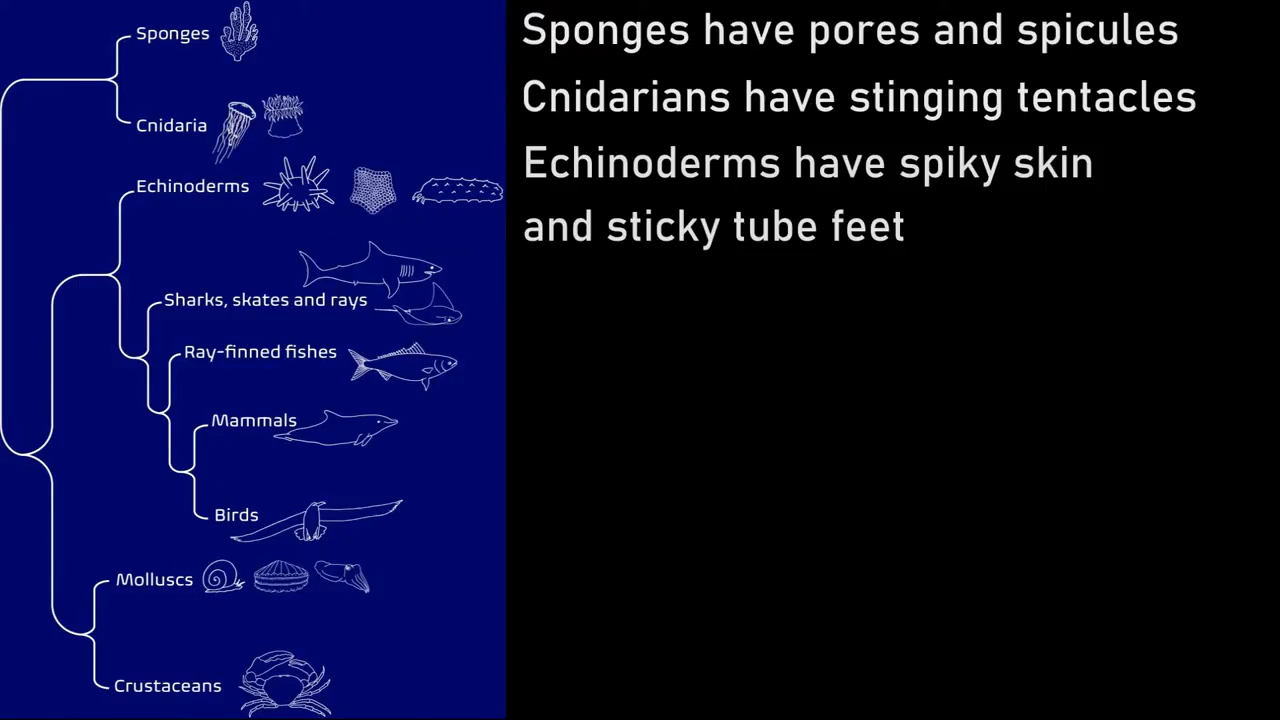 Sponges
Cnidaria
Echinoderms
Sharks, skates and rays
Ray-finned fishes
Mammals
Birds
Molluscs
Crustaceans
Sponges have pores and spicules
Cnidarians have stinging tentacles
Echinoderms have spiky skin
and sticky tube feet